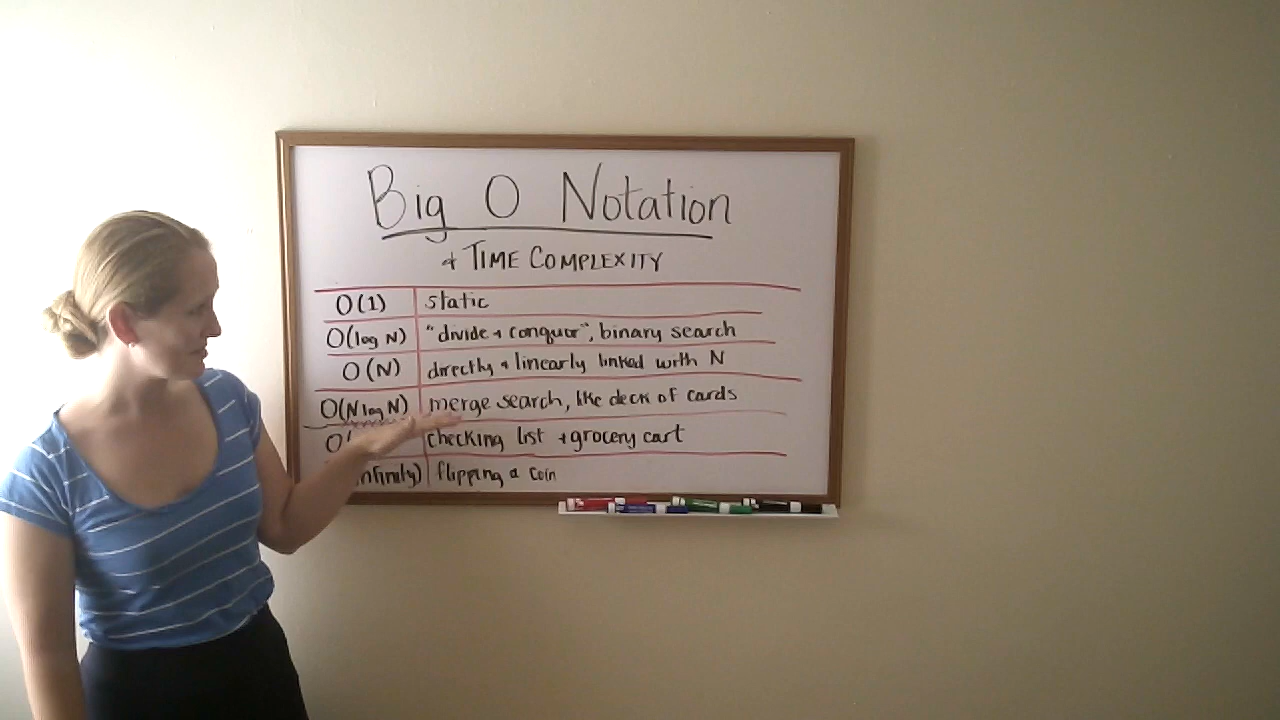 Big O Notation
+ TIME COMPLEXITY
O(1) static
O(log N) "divide + conquor", binary search
O(N) directly + linearly linked with N
O(N log N) merge search, like deck of cards
O( checking list + grocery cart
infinity) flipping a coin